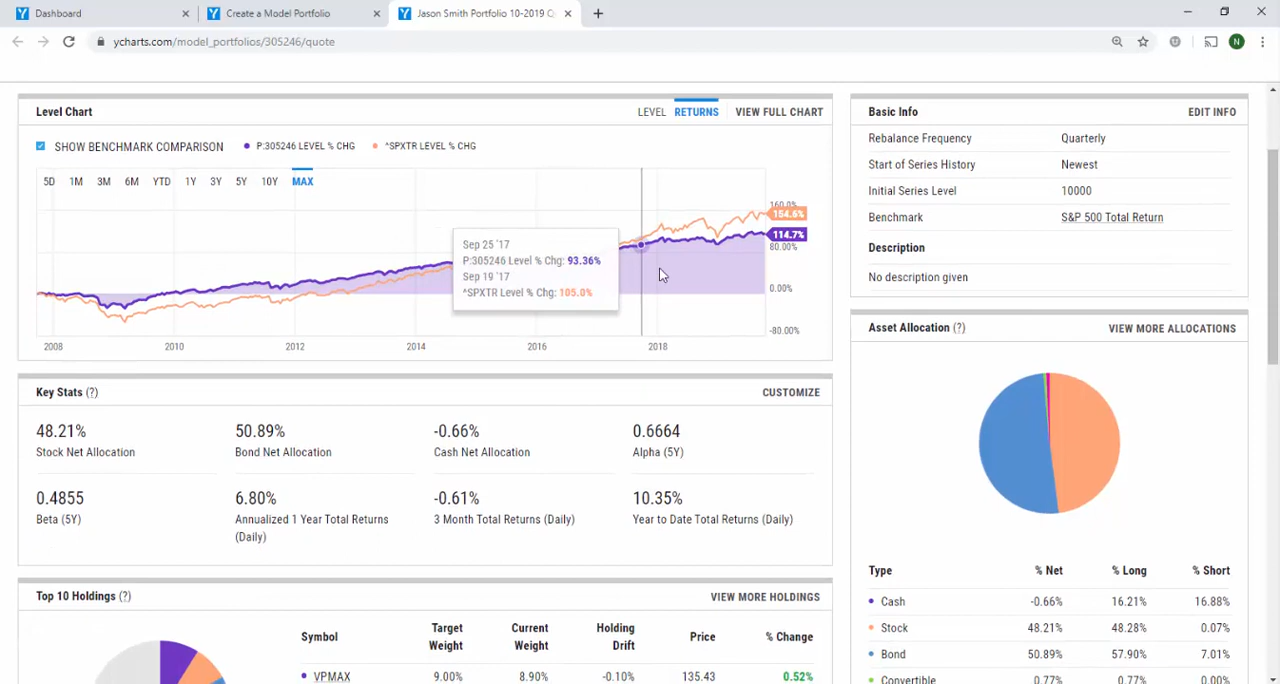 Dashboard
Create a Model Portfolio
Jason Smith Portfolio 10-2019 Q
ycharts.com/model_portfolios/305246/quote
N
Level Chart
LEVEL RETURNS VIEW FULL CHART
SHOW BENCHMARK COMPARISON P:305246 LEVEL % CHG ^SPXTR LEVEL % CHG
5D 1M 3M 6M YTD 1Y 3Y 5Y 10Y MAX
160.0%
154.6%
114.7%
80.00%
0.00%
-80.00%
Sep 25 '17
P:305246 Level % Chg: 93.36%
Sep 19 '17
^SPXTR Level % Chg: 105.0%
2008 2010 2012 2014 2016 2018
Key Stats (?) CUSTOMIZE
48.21% 50.89% -0.66% 0.6664
Stock Net Allocation Bond Net Allocation Cash Net Allocation Alpha (5Y)
0.4855 6.80% -0.61% 10.35%
Beta (5Y) Annualized 1 Year Total Returns (Daily) 3 Month Total Returns (Daily) Year to Date Total Returns (Daily)
Top 10 Holdings (?) VIEW MORE HOLDINGS
Symbol Target Weight Current Weight Holding Drift Price % Change
VPMAX 9.00% 8.90% -0.10% 135.43 0.52%
Basic Info EDIT INFO
Rebalance Frequency Quarterly
Start of Series History Newest
Initial Series Level 10000
Benchmark S&P 500 Total Return
Description
No description given
Asset Allocation (?) VIEW MORE ALLOCATIONS
Type % Net % Long % Short
Cash -0.66% 16.21% 16.88%
Stock 48.21% 48.28% 0.07%
Bond 50.89% 57.90% 7.01%
Convertible 0.77% 0.77% 0.00%